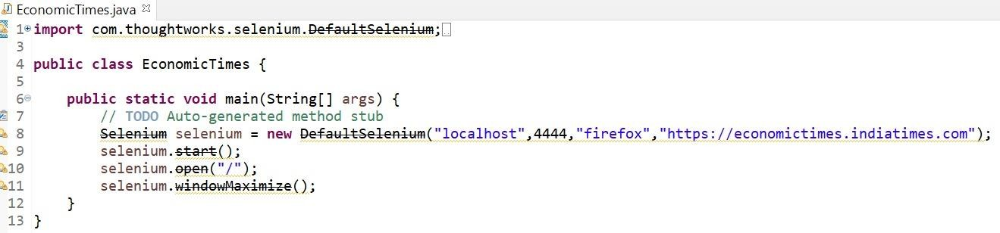 EconomicTimes.java
1 import com.thoughtworks.selenium.DefaultSelenium;
3
4 public class EconomicTimes {
5
6 public static void main(String[] args) {
7 // TODO Auto-generated method stub
8 Selenium selenium = new DefaultSelenium("localhost",4444,"firefox","https://economictimes.indiatimes.com");
9 selenium.start();
10 selenium.open("/");
11 selenium.windowMaximize();
12 }
13 }